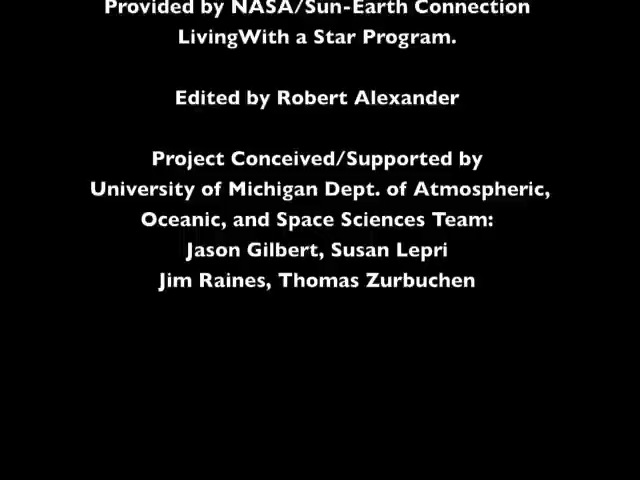 Provided by NASA/Sun-Earth Connection
LivingWith a Star Program.
Edited by Robert Alexander
Project Conceived/Supported by
University of Michigan Dept. of Atmospheric,
Oceanic, and Space Sciences Team:
Jason Gilbert, Susan Lepri
Jim Raines, Thomas Zurbuchen